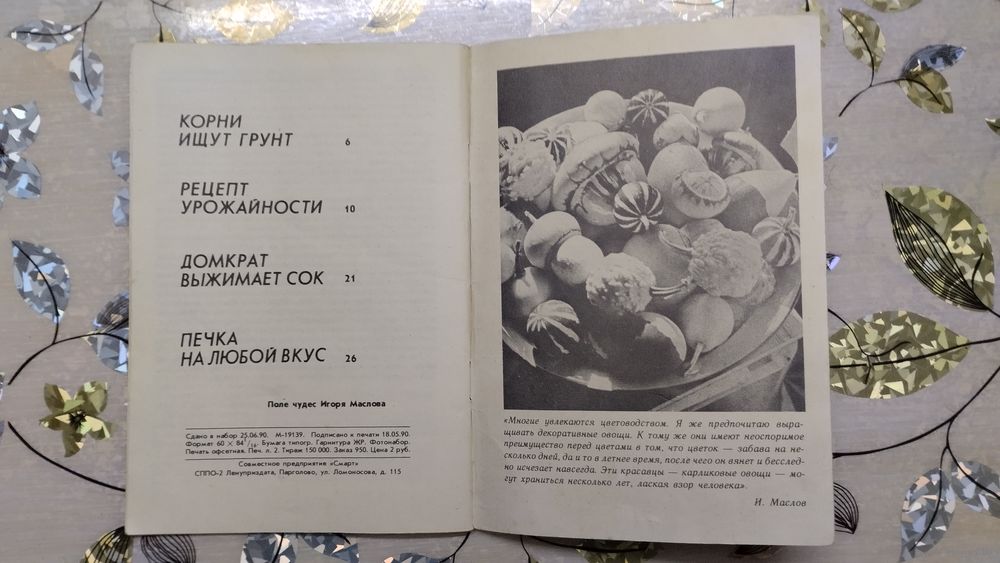 КОРНИ
ИЩУТ ГРУНТ 6
РЕЦЕПТ
УРОЖАЙНОСТИ 10
ДОМКРАТ
ВЫЖИМАЕТ СОК 21
ПЕЧКА
НА ЛЮБОЙ ВКУС 26
Поле чудес Игоря Маслова
Сдано в набор 25.06.90. М-19139. Подписано к печати 18.05.90.
Формат 60 × 84 1/16. Бумага типогр. Гарнитура ЖР. Фотонабор.
Печать офсетная. Печ. л. 2. Тираж 150 000. Заказ 950. Цена 2 руб.
Совместное предприятие «Смарт»
СППО-2 Ленуприздата, Парголово, ул. Ломоносова, д. 115
«Многие увлекаются цветоводством. Я же предпочитаю выра-
щивать декоративные овощи. К тому же они имеют неоспоримое
преимущество перед цветами в том, что цветок — забава на не-
сколько дней, да и то в летнее время, после чего он вянет и бесслед-
но исчезает навсегда. Эти красавцы — карликовые овощи — мо-
гут храниться несколько лет, лаская взор человека».
И. Маслов